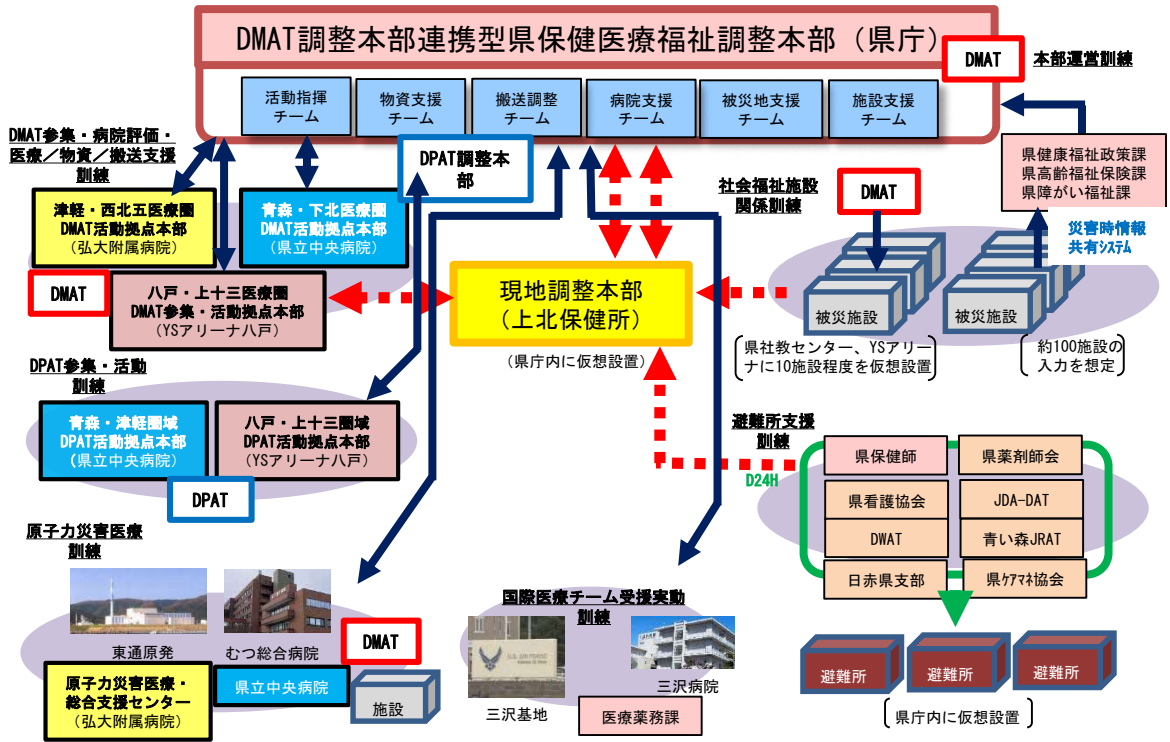 DMAT調整本部連携型県保健医療福祉調整本部（県庁）
DMAT
本部運営訓練
活動指揮
チーム
物資支援
チーム
搬送調整
チーム
病院支援
チーム
被災地支援
チーム
施設支援
チーム
DMAT参集・病院評価・
医療／物資／搬送支援
訓練
DPAT調整本
部
県健康福祉政策課
県高齢福祉保険課
県障がい福祉課
災害時情報
共有ｼｽﾃﾑ
津軽・西北五医療圏
DMAT活動拠点本部
（弘大附属病院）
青森・下北医療圏
DMAT活動拠点本部
（県立中央病院）
DMAT
八戸・上十三医療圏
DMAT参集・活動拠点本部
（YSアリーナ八戸）
現地調整本部
（上北保健所）
（県庁内に仮想設置）
社会福祉施設
関係訓練
DMAT
被災施設
被災施設
県社教センター、YSアリー
ナに10施設程度を仮想設置
約100施設の
入力を想定
DPAT参集・活動
訓練
青森・津軽圏域
DPAT活動拠点本部
（県立中央病院）
八戸・上十三圏域
DPAT活動拠点本部
（YSアリーナ八戸）
DPAT
避難所支援
訓練
D24H
県保健師
県薬剤師会
県看護協会
JDA-DAT
DWAT
青い森JRAT
日赤県支部
県ｹｱﾏﾈ協会
避難所
避難所
避難所
県庁内に仮想設置
原子力災害医療
訓練
東通原発
むつ総合病院
DMAT
原子力災害医療・
総合支援センター
（弘大附属病院）
県立中央病院
施設
国際医療チーム受援実動
訓練
U.S. AIR FORCE
三沢基地
三沢病院
医療薬務課